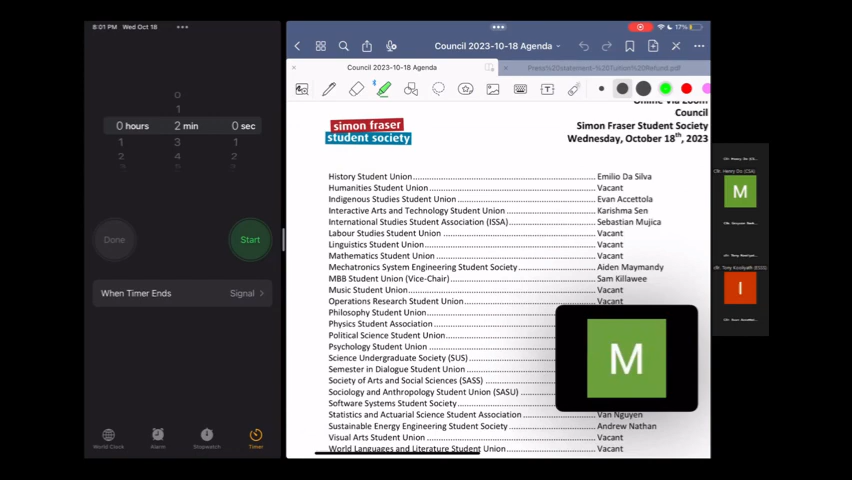 8:01 PM Wed Oct 18
17%
Council 2023-10-18 Agenda
Council 2023-10-18 Agenda
Press%20Statement-%20Tuition%20Refund.pdf
Online via Zoom
Council
Simon Fraser Student Society
Wednesday, October 18th, 2023
simon fraser
student society
0
1
0 hours 2 min 0 sec
1 3 1
2 4 2
Done
Start
When Timer Ends
Signal
World Clock
Alarm
Stopwatch
Timer
History Student Union Emilio Da Silva
Humanities Student Union Vacant
Indigenous Studies Student Union Evan Accettola
Interactive Arts and Technology Student Union Karishma Sen
International Studies Student Association (ISSA) Sebastian Mujica
Labour Studies Student Union Vacant
Linguistics Student Union Vacant
Mathematics Student Union Vacant
Mechatronics System Engineering Student Society Aiden Maymandy
MBB Student Union (Vice-Chair) Sam Killawee
Music Student Union Vacant
Operations Research Student Union Vacant
Philosophy Student Union
Physics Student Association
Political Science Student Union
Psychology Student Union
Science Undergraduate Society (SUS)
Semester in Dialogue Student Union
Society of Arts and Social Sciences (SASS)
Sociology and Anthropology Student Union (SASU)
Software Systems Student Society
Statistics and Actuarial Science Student Association Van Nguyen
Sustainable Energy Engineering Student Society Andrew Nathan
Visual Arts Student Union Vacant
World Languages and Literature Student Union Vacant
M
M
I